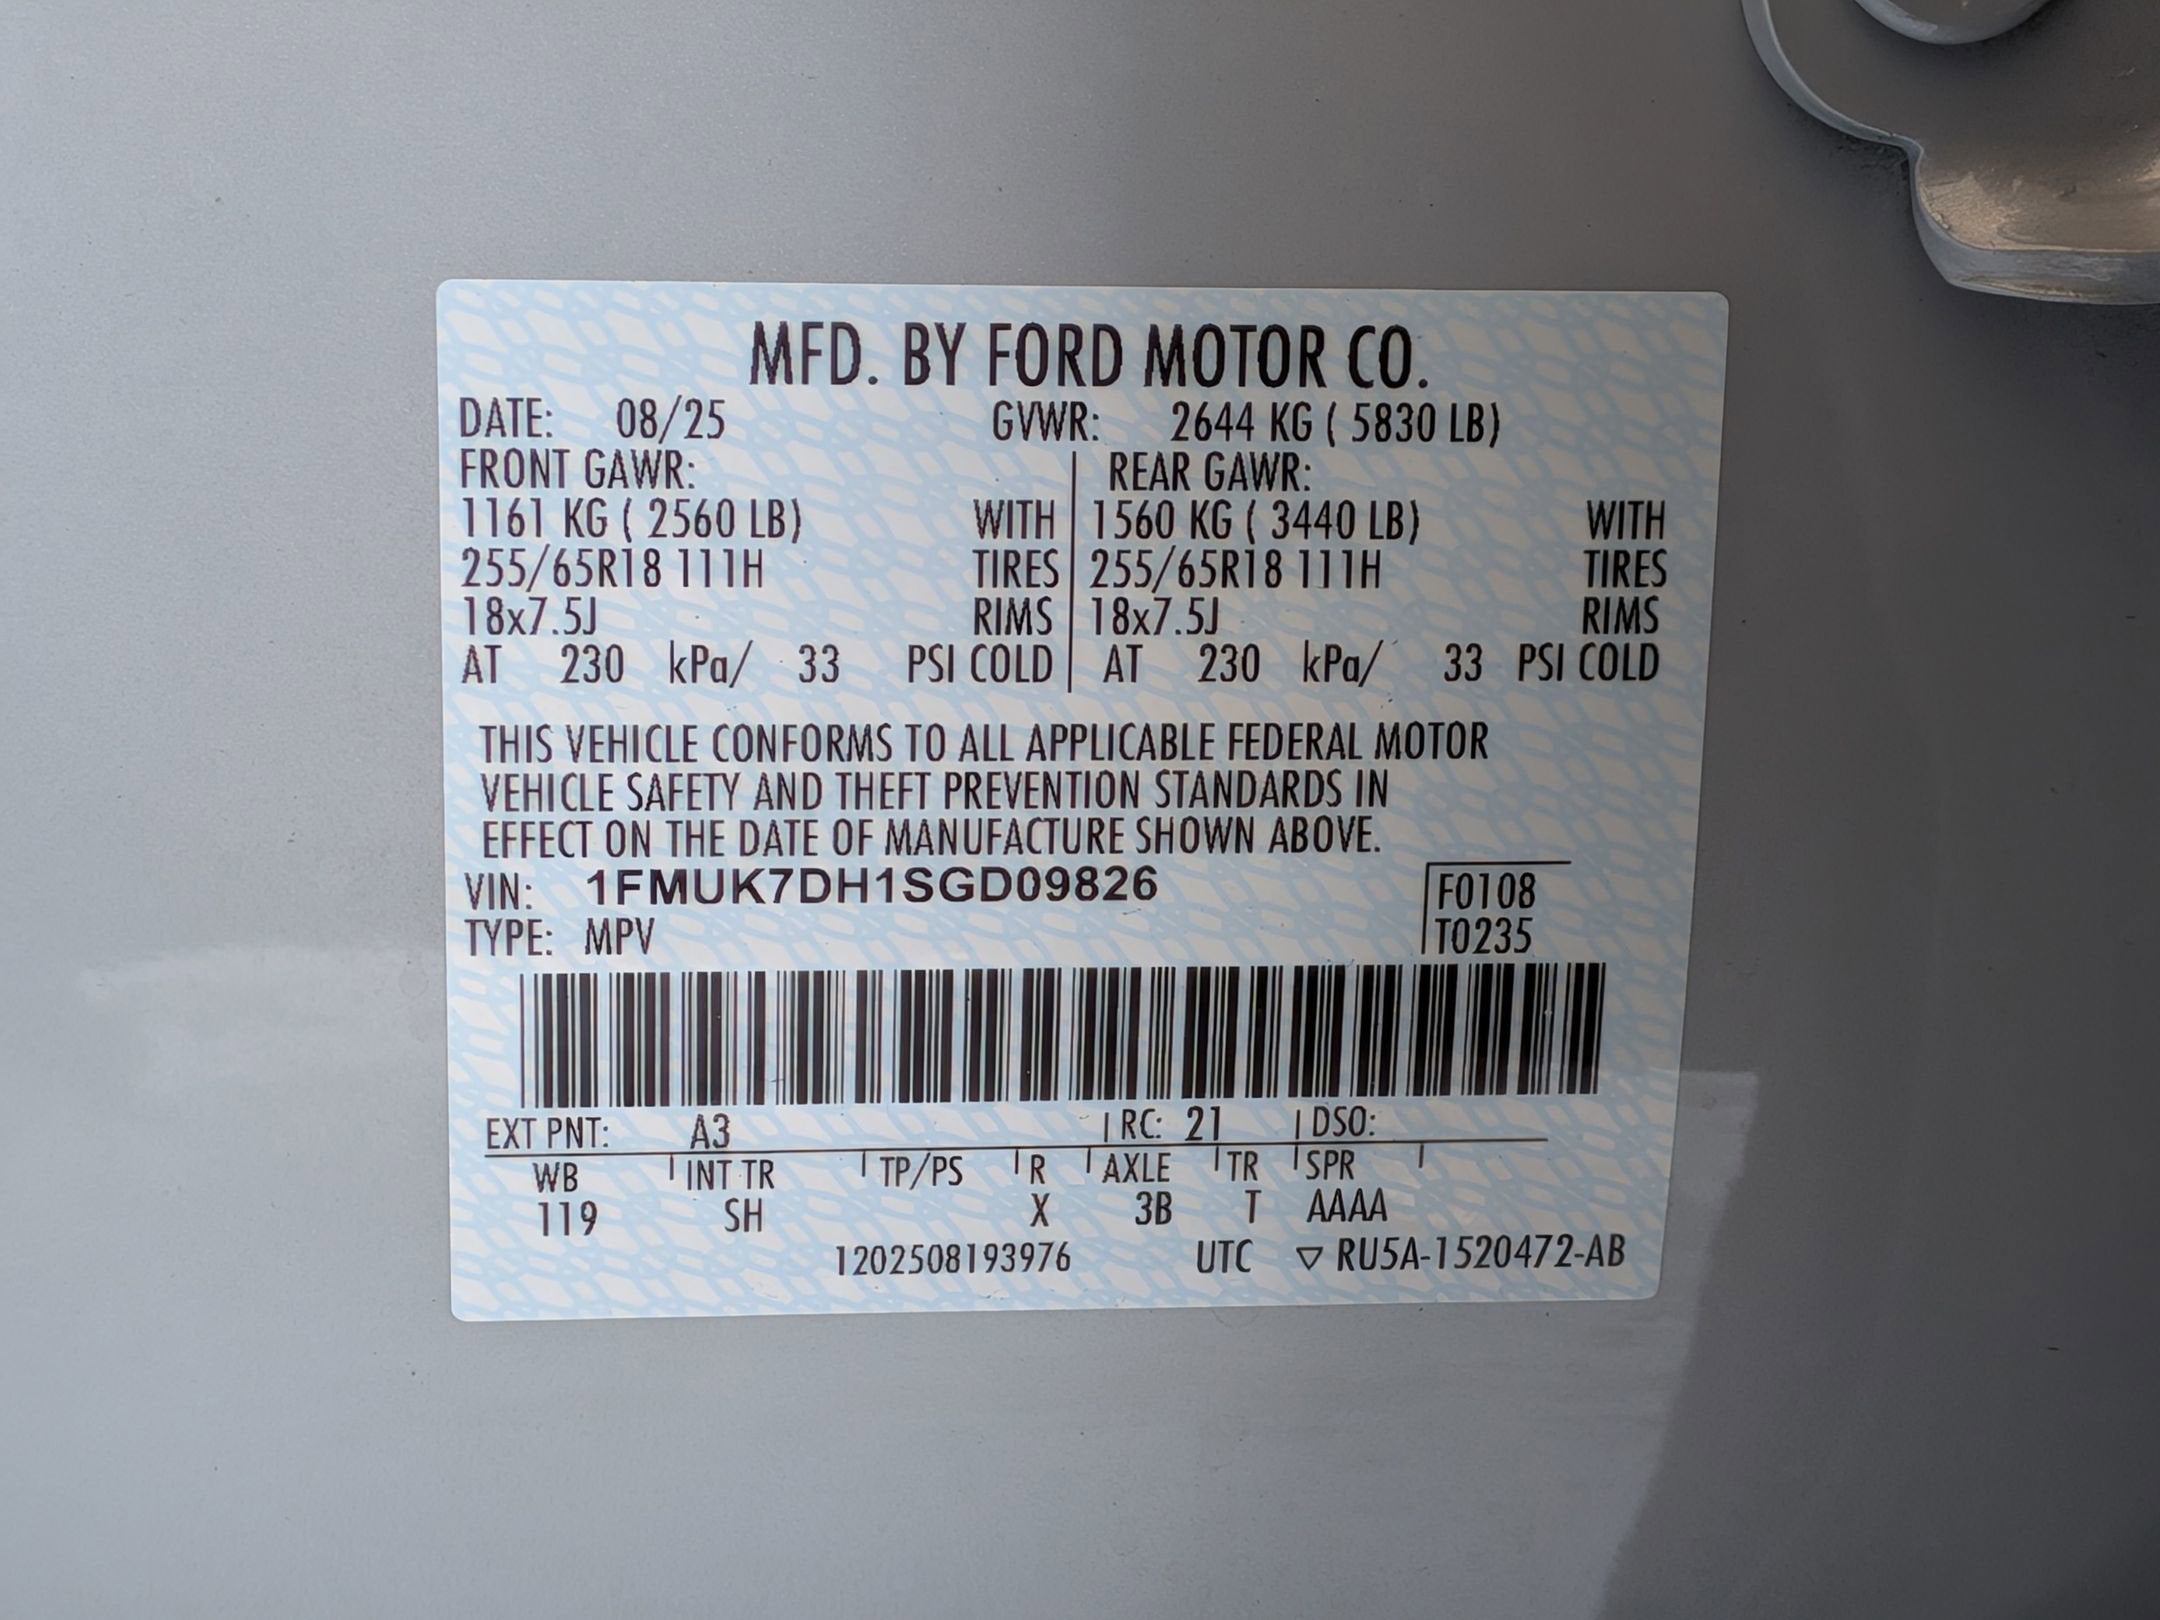 MFD. BY FORD MOTOR CO.
DATE: 08/25 GVWR: 2644 KG ( 5830 LB)
FRONT GAWR: REAR GAWR:
1161 KG ( 2560 LB) WITH 1560 KG ( 3440 LB) WITH
255/65R18 111H TIRES 255/65R18 111H TIRES
18x7.5J RIMS 18x7.5J RIMS
AT 230 kPa/ 33 PSI COLD AT 230 kPa/ 33 PSI COLD
THIS VEHICLE CONFORMS TO ALL APPLICABLE FEDERAL MOTOR
VEHICLE SAFETY AND THEFT PREVENTION STANDARDS IN
EFFECT ON THE DATE OF MANUFACTURE SHOWN ABOVE.
VIN: 1FMUK7DH1SGD09826 F0108
TYPE: MPV T0235
EXT PNT: A3 RC: 21 DSO:
WB INT TR TP/PS R AXLE TR SPR
119 SH X 3B T AAAA
1202508193976 UTC ▽ RU5A-1520472-AB